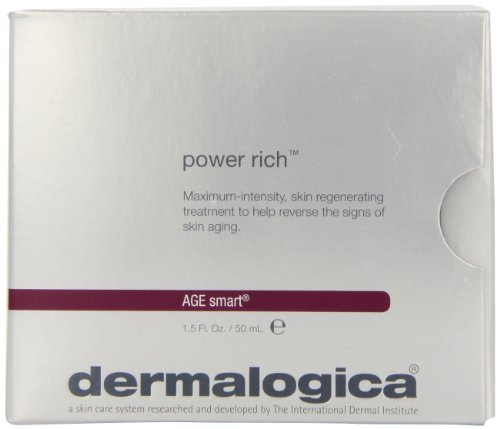 power rich™
Maximum-intensity, skin regenerating
treatment to help reverse the signs of
skin aging.
AGE smart®
1.5 Fl. Oz. / 50 mL ℮
dermalogica®
a skin care system researched and developed by The International Dermal Institute